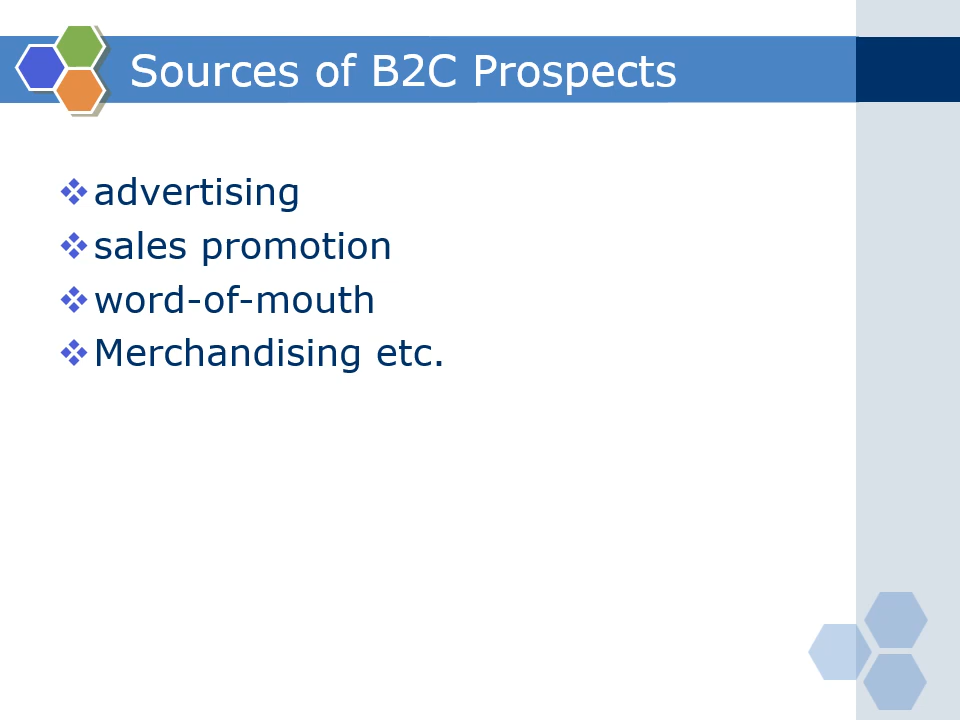 Sources of B2C Prospects
advertising
sales promotion
word-of-mouth
Merchandising etc.